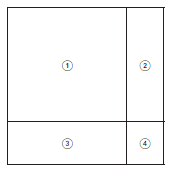 ① ②
③ ④